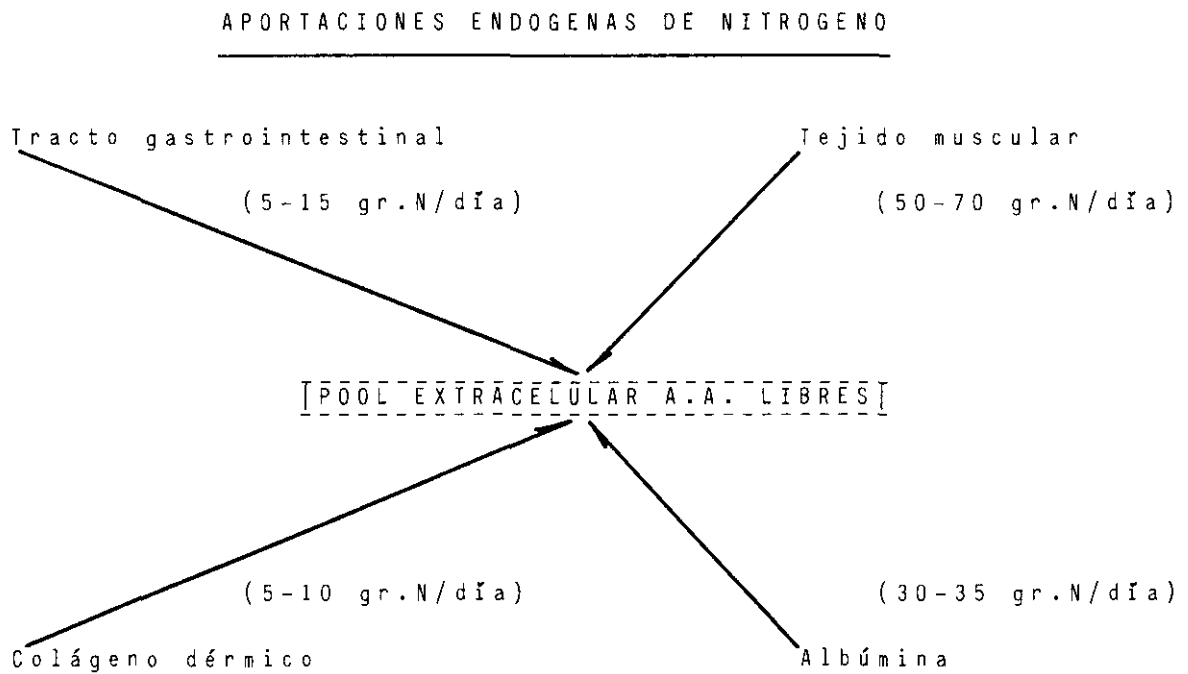 APORTACIONES ENDOGENAS DE NITROGENO
Tracto gastrointestinal
Tejido muscular
(5-15 gr.N/día)
(50-70 gr.N/día)
POOL EXTRACELULAR A.A. LIBRES
(5-10 gr.N/día)
(30-35 gr.N/día)
Colágeno dérmico
Albúmina